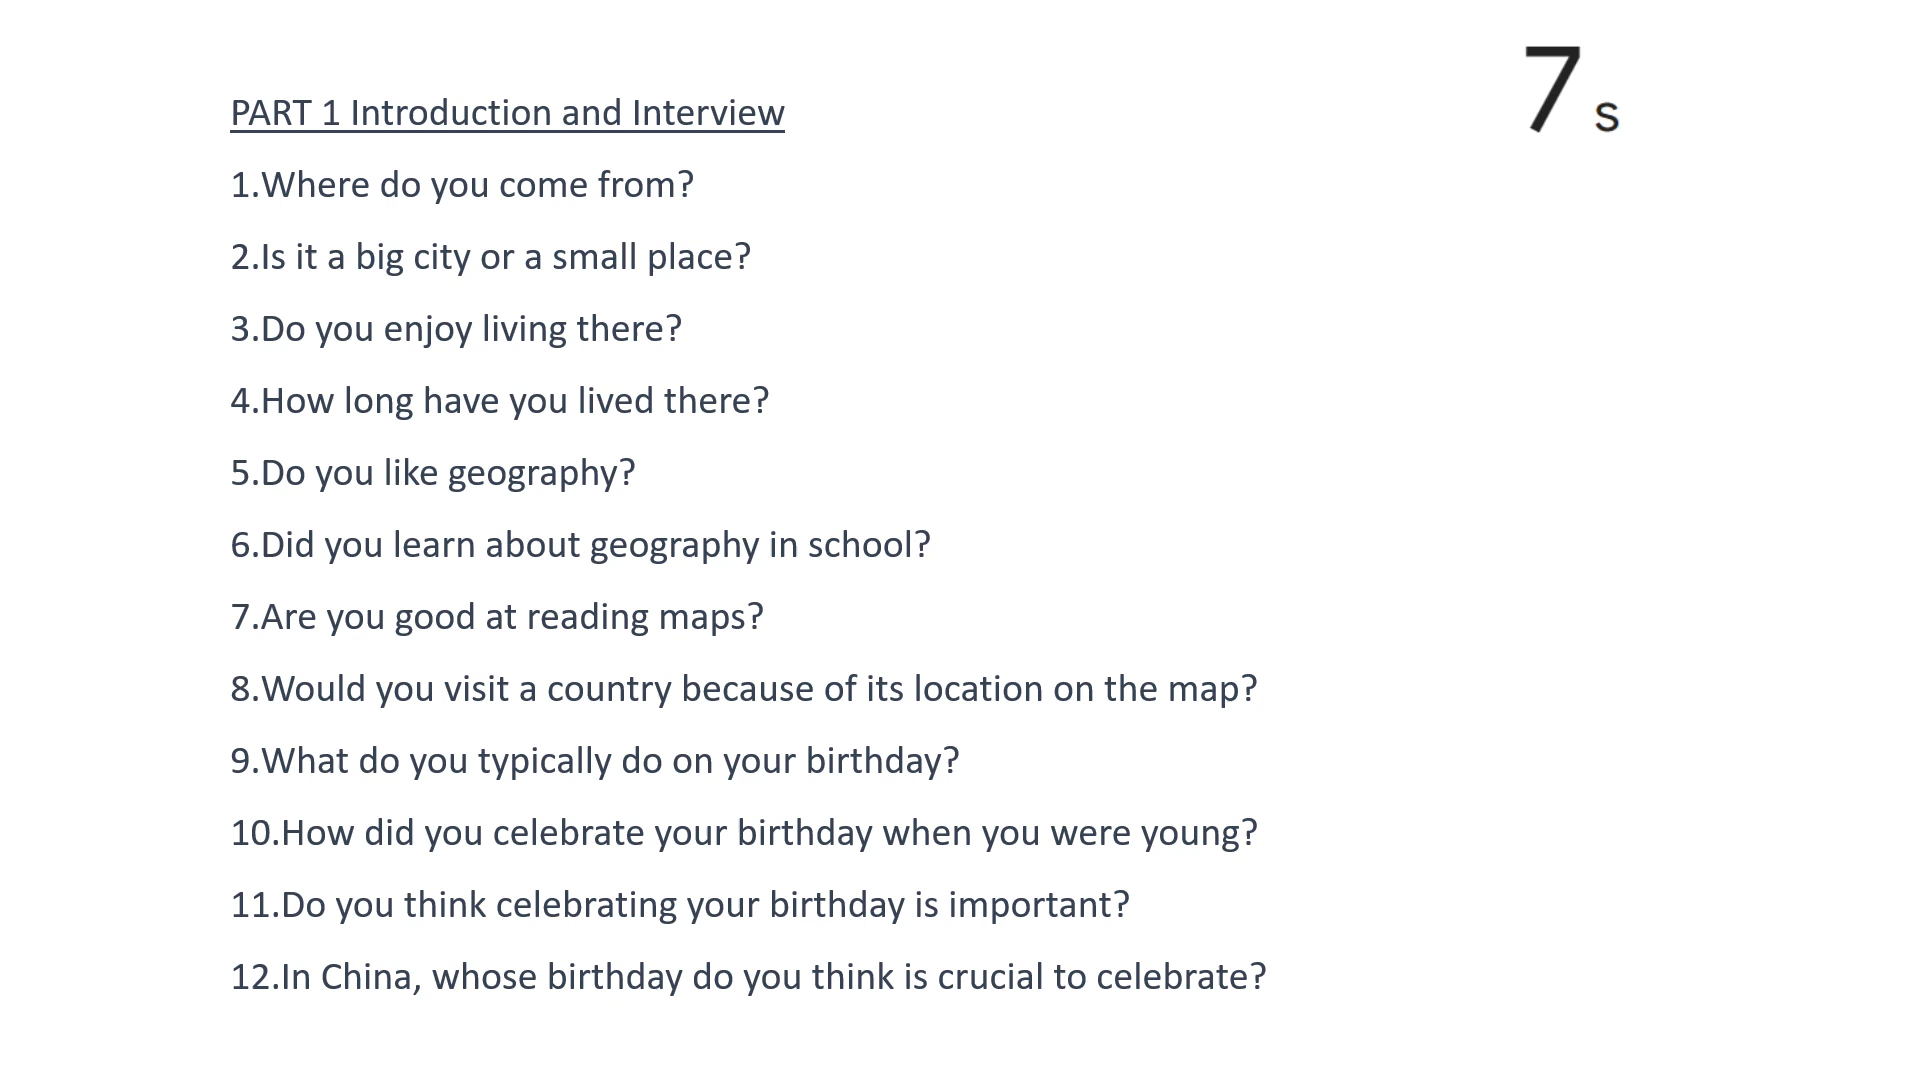 7 s
PART 1 Introduction and Interview
1.Where do you come from?
2.Is it a big city or a small place?
3.Do you enjoy living there?
4.How long have you lived there?
5.Do you like geography?
6.Did you learn about geography in school?
7.Are you good at reading maps?
8.Would you visit a country because of its location on the map?
9.What do you typically do on your birthday?
10.How did you celebrate your birthday when you were young?
11.Do you think celebrating your birthday is important?
12.In China, whose birthday do you think is crucial to celebrate?